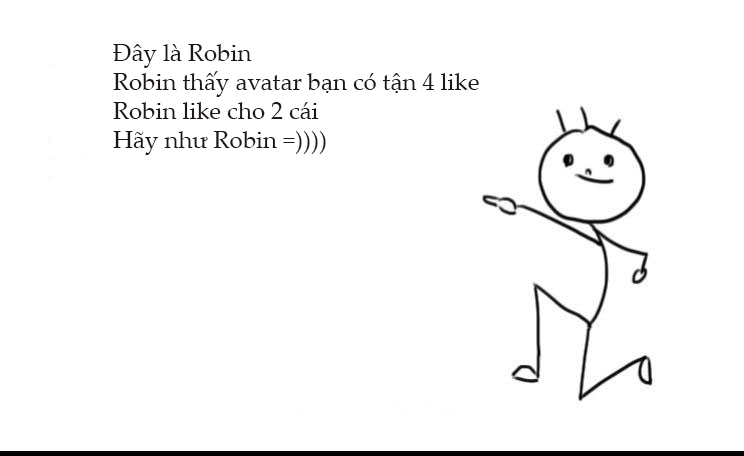 Đây là Robin
Robin thấy avatar bạn có tận 4 like
Robin like cho 2 cái
Hãy như Robin =))))